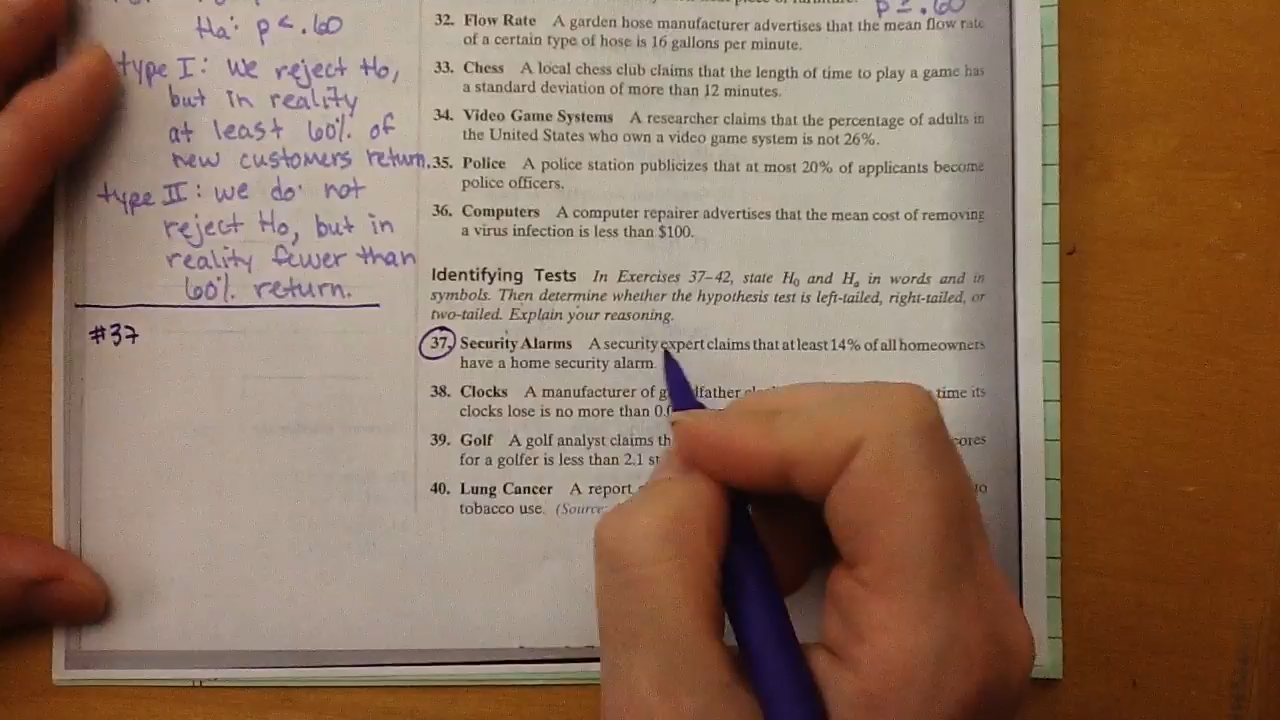 Ha: p < .60
type I: we reject Ho,
but in reality
at least 60% of
new customers return.
type II: we do not
reject Ho, but in
reality fewer than
60% return.
#37
p ≥ .60
32. Flow Rate A garden hose manufacturer advertises that the mean flow rate
of a certain type of hose is 16 gallons per minute.
33. Chess A local chess club claims that the length of time to play a game has
a standard deviation of more than 12 minutes.
34. Video Game Systems A researcher claims that the percentage of adults in
the United States who own a video game system is not 26%.
35. Police A police station publicizes that at most 20% of applicants become
police officers.
36. Computers A computer repairer advertises that the mean cost of removing
a virus infection is less than $100.
Identifying Tests In Exercises 37–42, state H0 and Ha in words and in
symbols. Then determine whether the hypothesis test is left-tailed, right-tailed, or
two-tailed. Explain your reasoning.
37. Security Alarms A security expert claims that at least 14% of all homeowners
have a home security alarm.
38. Clocks A manufacturer of time its
clocks lose is no more than
39. Golf A golf analyst claims
for a golfer is less than 2.1
40. Lung Cancer A report to
tobacco use. (Source: